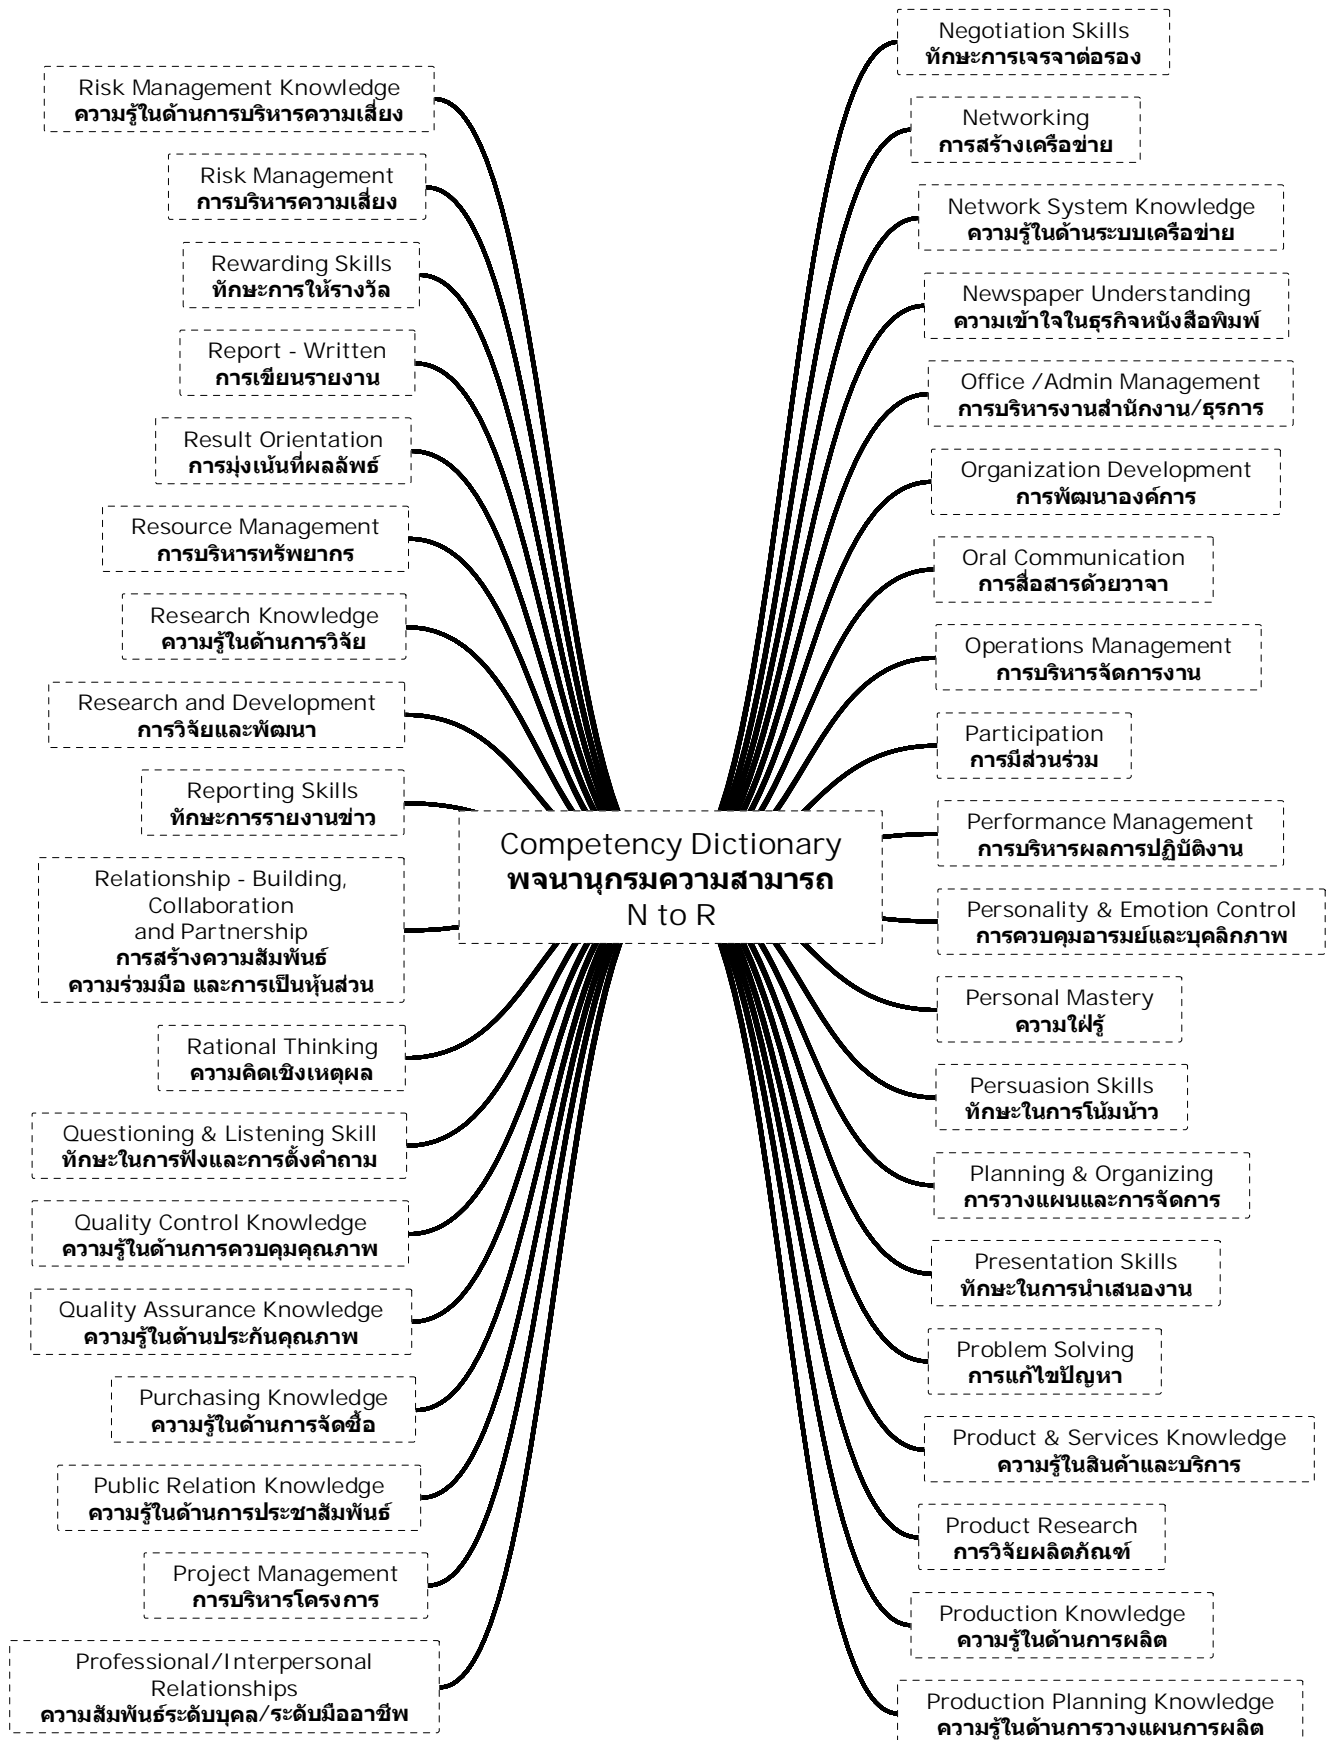 Negotiation Skills
ทักษะการเจรจาต่อรอง
Networking
การสร้างเครือข่าย
Network System Knowledge
ความรู้ในด้านระบบเครือข่าย
Newspaper Understanding
ความเข้าใจในธุรกิจหนังสือพิมพ์
Office /Admin Management
การบริหารงานสำนักงาน/ธุรการ
Organization Development
การพัฒนาองค์การ
Oral Communication
การสื่อสารด้วยวาจา
Operations Management
การบริหารจัดการงาน
Participation
การมีส่วนร่วม
Performance Management
การบริหารผลการปฏิบัติงาน
Personality & Emotion Control
การควบคุมอารมย์และบุคลิกภาพ
Personal Mastery
ความใฝ่รู้
Persuasion Skills
ทักษะในการโน้มน้าว
Planning & Organizing
การวางแผนและการจัดการ
Presentation Skills
ทักษะในการนำเสนองาน
Problem Solving
การแก้ไขปัญหา
Product & Services Knowledge
ความรู้ในสินค้าและบริการ
Product Research
การวิจัยผลิตภัณฑ์
Production Knowledge
ความรู้ในด้านการผลิต
Production Planning Knowledge
ความรู้ในด้านการวางแผนการผลิต
Competency Dictionary
พจนานุกรมความสามารถ
N to R
Risk Management Knowledge
ความรู้ในด้านการบริหารความเสี่ยง
Risk Management
การบริหารความเสี่ยง
Rewarding Skills
ทักษะการให้รางวัล
Report - Written
การเขียนรายงาน
Result Orientation
การมุ่งเน้นที่ผลลัพธ์
Resource Management
การบริหารทรัพยากร
Research Knowledge
ความรู้ในด้านการวิจัย
Research and Development
การวิจัยและพัฒนา
Reporting Skills
ทักษะการรายงานข่าว
Relationship - Building,
Collaboration
and Partnership
การสร้างความสัมพันธ์
ความร่วมมือ และการเป็นหุ้นส่วน
Rational Thinking
ความคิดเชิงเหตุผล
Questioning & Listening Skill
ทักษะในการฟังและการตั้งคำถาม
Quality Control Knowledge
ความรู้ในด้านการควบคุมคุณภาพ
Quality Assurance Knowledge
ความรู้ในด้านประกันคุณภาพ
Purchasing Knowledge
ความรู้ในด้านการจัดซื้อ
Public Relation Knowledge
ความรู้ในด้านการประชาสัมพันธ์
Project Management
การบริหารโครงการ
Professional/Interpersonal
Relationships
ความสัมพันธ์ระดับบุคล/ระดับมืออาชีพ